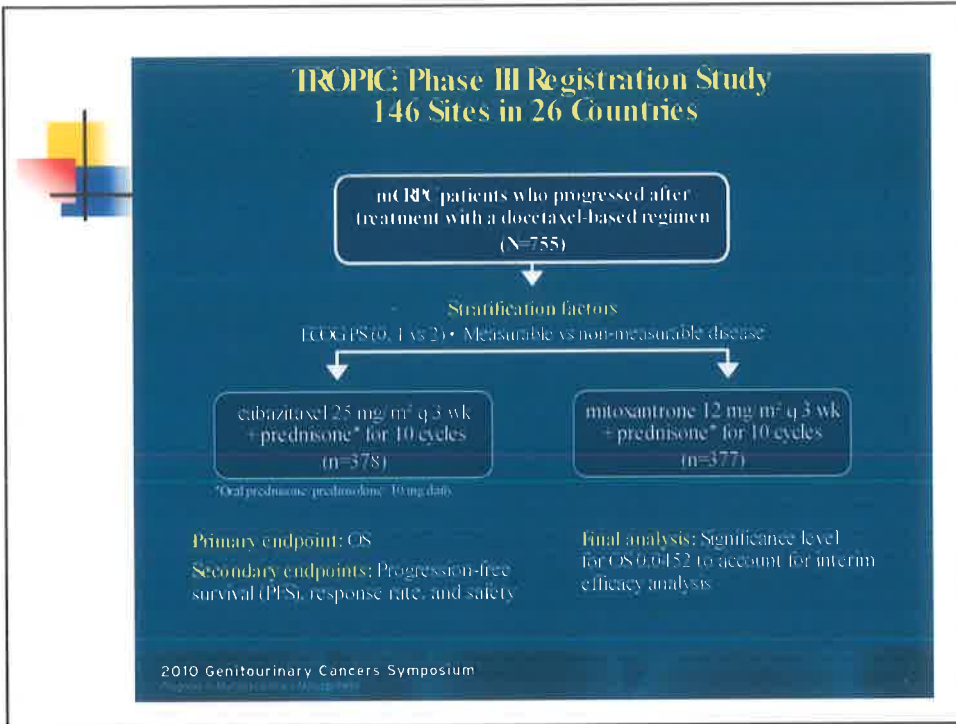 TROPIC: Phase III Registration Study
146 Sites in 26 Countries
mCRPC patients who progressed after
treatment with a docetaxel-based regimen
(N=755)
Stratification factors
ECOG PS (0, 1 vs 2) • Measurable vs non-measurable disease
cabazitaxel 25 mg/m² q 3 wk
+ prednisone* for 10 cycles
(n=378)
mitoxantrone 12 mg/m² q 3 wk
+ prednisone* for 10 cycles
(n=377)
*Oral prednisone/prednisolone: 10 mg daily.
Primary endpoint: OS
Secondary endpoints: Progression-free
survival (PFS), response rate, and safety
Final analysis: Significance level
for OS 0.0452 to account for interim
efficacy analysis
2010 Genitourinary Cancers Symposium